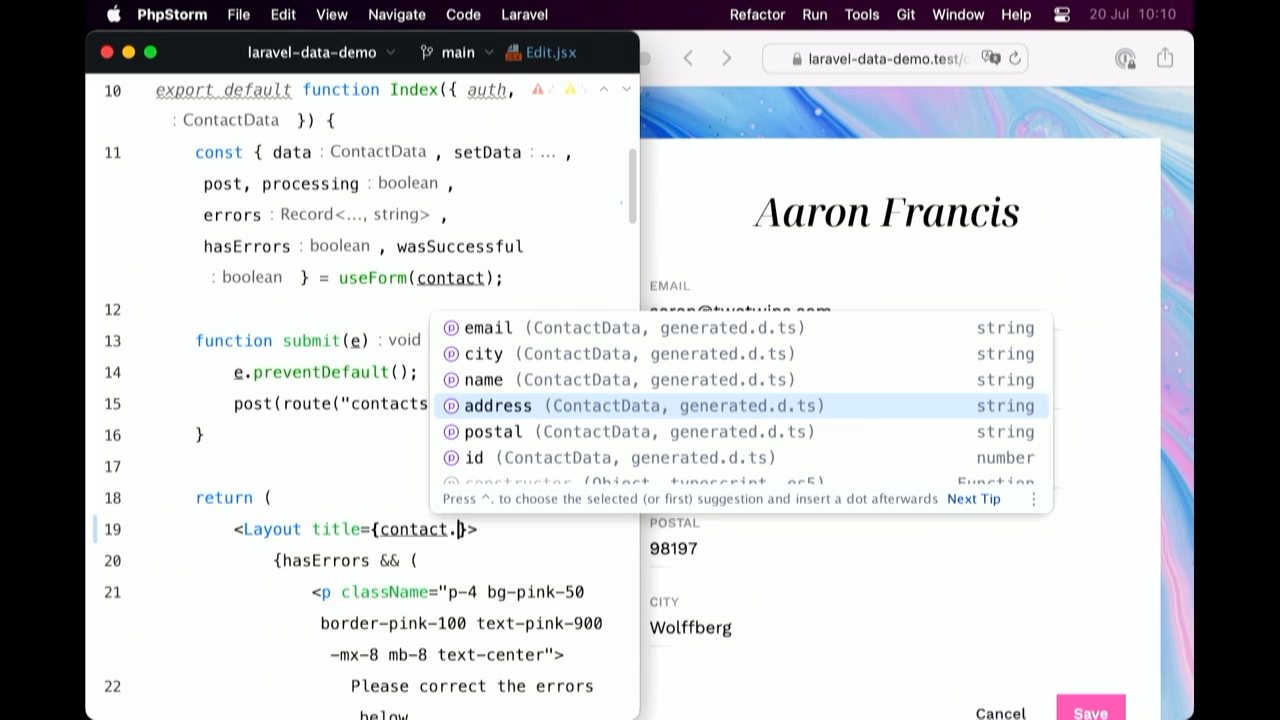 PhpStorm File Edit View Navigate Code Laravel Refactor Run Tools Git Window Help 20 Jul 10:10
laravel-data-demo main Edit.jsx
laravel-data-demo.test/c
10 export default function Index({ auth,
: ContactData }) {
11 const { data : ContactData , setData : ... ,
post, processing : boolean ,
errors : Record<..., string> ,
hasErrors : boolean , wasSuccessful
: boolean } = useForm(contact);
12
13 function submit(e) : void
14 e.preventDefault();
15 post(route("contacts
16 }
17
18 return (
19 <Layout title={contact.}>
20 {hasErrors && (
21 <p className="p-4 bg-pink-50
border-pink-100 text-pink-900
-mx-8 mb-8 text-center">
22 Please correct the errors
below
email (ContactData, generated.d.ts) string
city (ContactData, generated.d.ts) string
name (ContactData, generated.d.ts) string
address (ContactData, generated.d.ts) string
postal (ContactData, generated.d.ts) string
id (ContactData, generated.d.ts) number
Press ^. to choose the selected (or first) suggestion and insert a dot afterwards Next Tip
Aaron Francis
EMAIL
POSTAL
98197
CITY
Wolffberg
Cancel Save